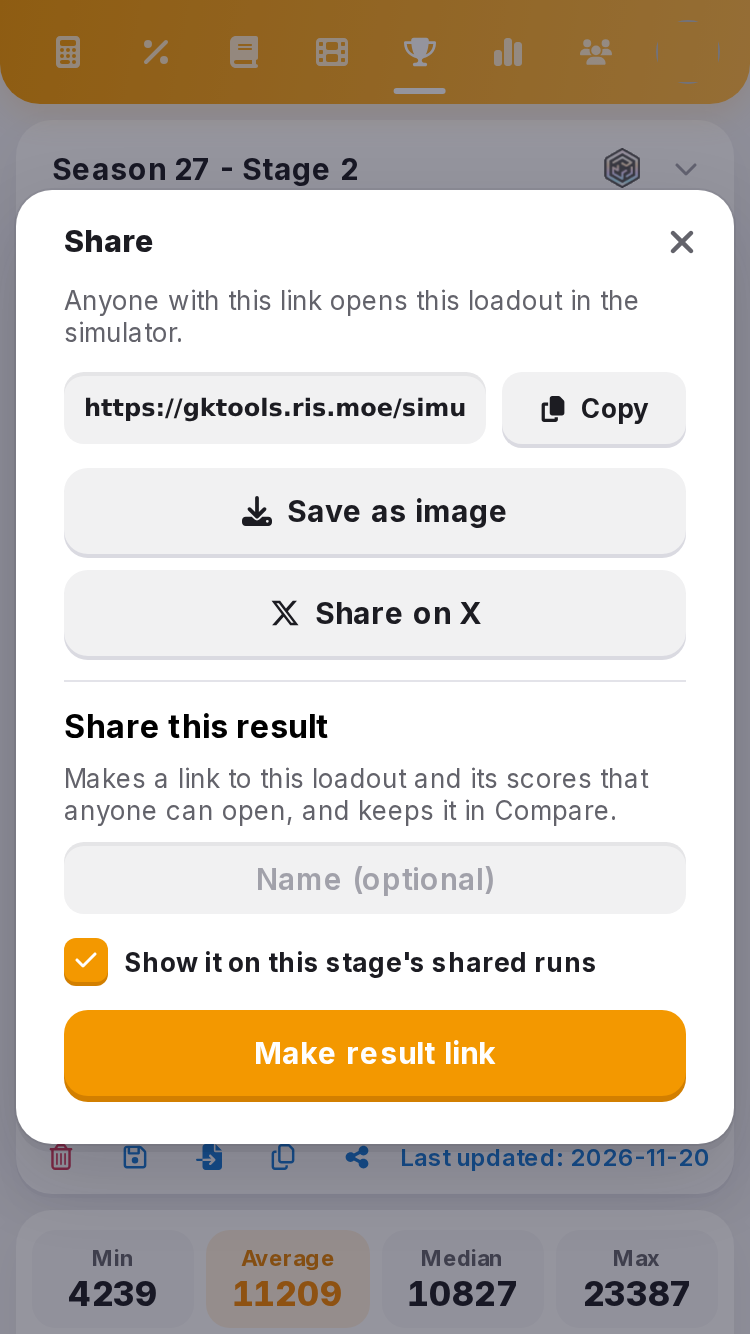 Season 27 - Stage 2
Share
Anyone with this link opens this loadout in the
simulator.
https://gktools.ris.moe/simu
Copy
Save as image
Share on X
Share this result
Makes a link to this loadout and its scores that
anyone can open, and keeps it in Compare.
Name (optional)
Show it on this stage's shared runs
Make result link
Last updated: 2026-11-20
Min
Average
Median
Max
4239
11209
10827
23387